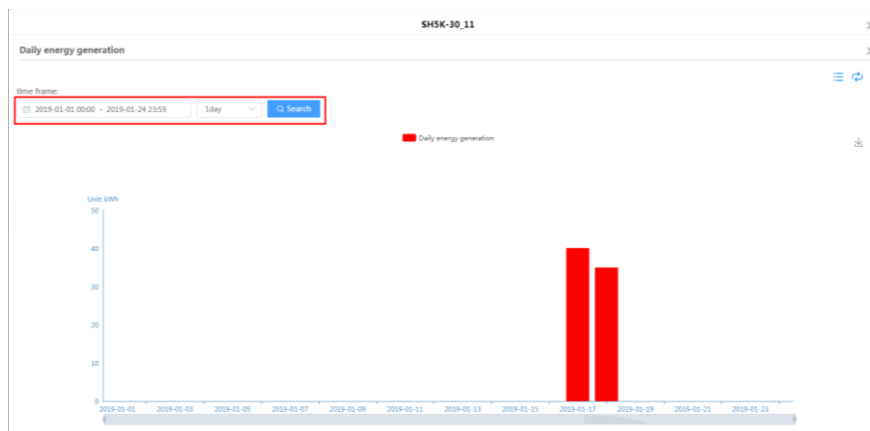 SH5K-30_11
Daily energy generation
time frame:
2019-01-01 00:00 - 2019-01-24 23:59 1day Search
Daily energy generation
Unit: kWh
50
40
30
20
10
0
2019-01-01 2019-01-03 2019-01-05 2019-01-07 2019-01-09 2019-01-11 2019-01-13 2019-01-15 2019-01-17 2019-01-19 2019-01-21 2019-01-23